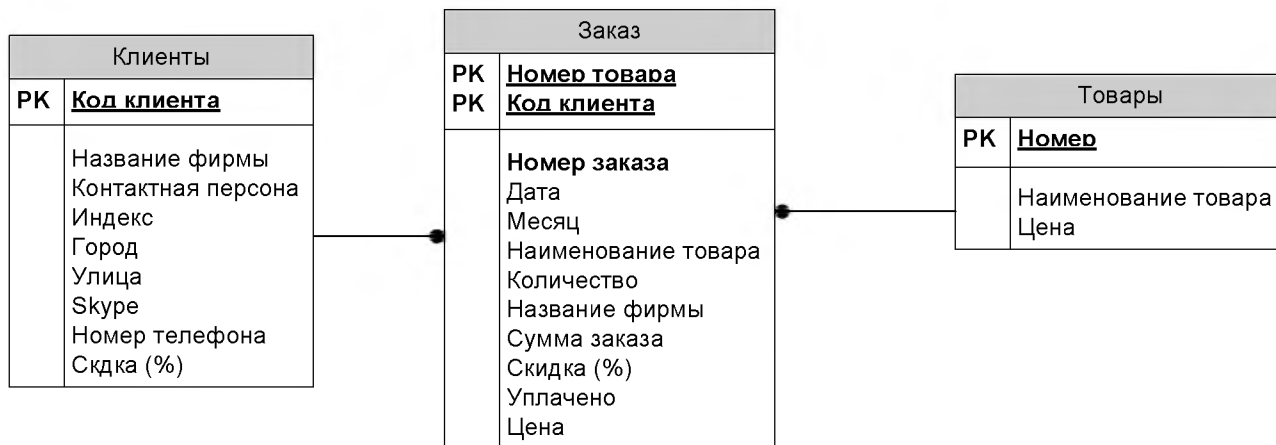 Клиенты
PK Код клиента
Название фирмы
Контактная персона
Индекс
Город
Улица
Skype
Номер телефона
Скдка (%)
Заказ
PK Номер товара
PK Код клиента
Номер заказа
Дата
Месяц
Наименование товара
Количество
Название фирмы
Сумма заказа
Скидка (%)
Уплачено
Цена
Товары
PK Номер
Наименование товара
Цена